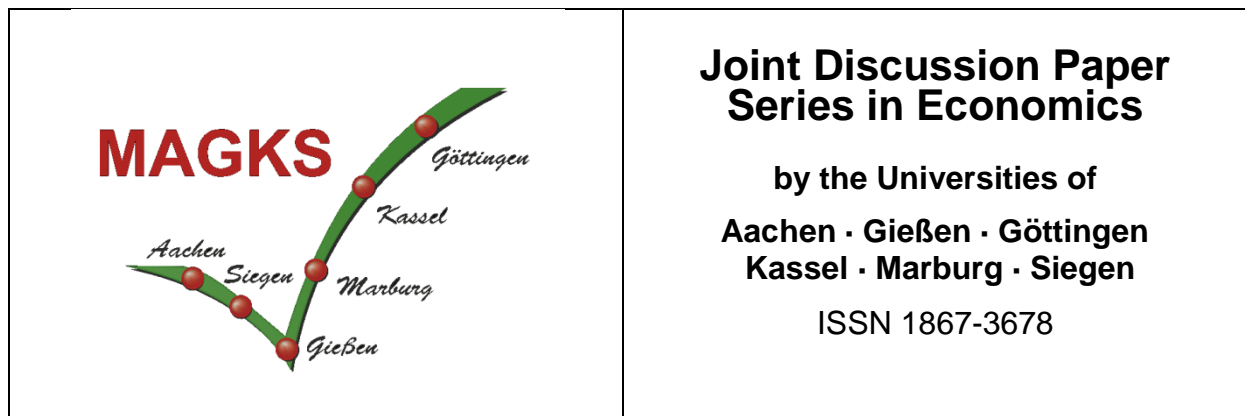 MAGKS
Göttingen
Kassel
Aachen
Siegen
Marburg
Gießen
Joint Discussion Paper
Series in Economics
by the Universities of
Aachen · Gießen · Göttingen
Kassel · Marburg · Siegen
ISSN 1867-3678